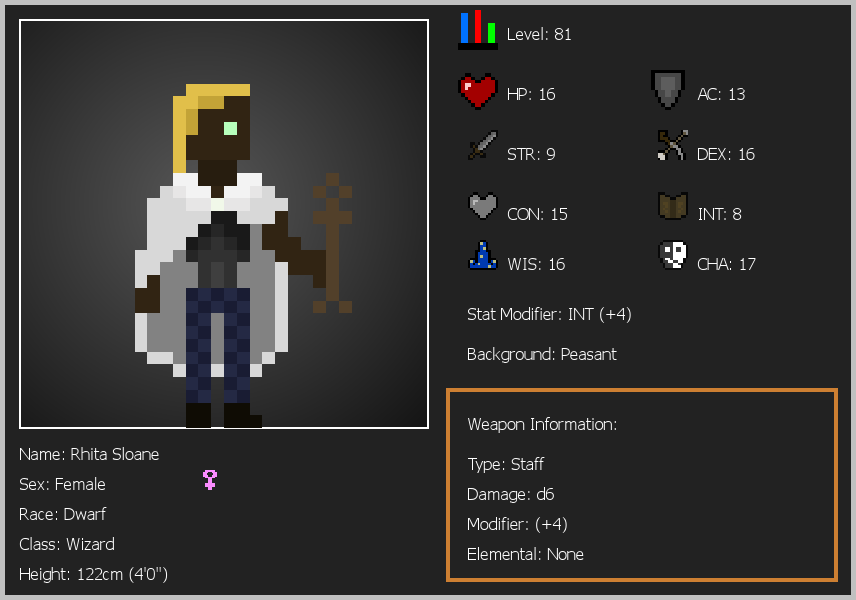 Level: 81
HP: 16
AC: 13
STR: 9
DEX: 16
CON: 15
INT: 8
WIS: 16
CHA: 17
Stat Modifier: INT (+4)
Background: Peasant
Weapon Information:
Type: Staff
Damage: d6
Modifier: (+4)
Elemental: None
Name: Rhita Sloane
Sex: Female
Race: Dwarf
Class: Wizard
Height: 122cm (4'0")